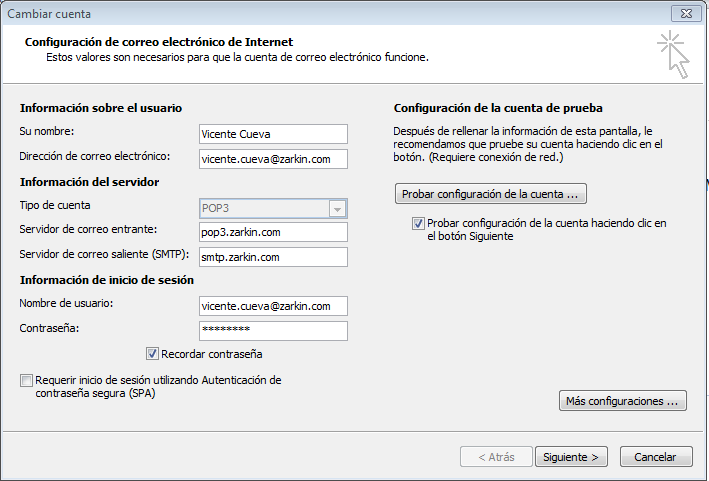 Cambiar cuenta
Configuración de correo electrónico de Internet
Estos valores son necesarios para que la cuenta de correo electrónico funcione.
Información sobre el usuario
Su nombre:
Vicente Cueva
Dirección de correo electrónico:
vicente.cueva@zarkin.com
Información del servidor
Tipo de cuenta
POP3
Servidor de correo entrante:
pop3.zarkin.com
Servidor de correo saliente (SMTP):
smtp.zarkin.com
Información de inicio de sesión
Nombre de usuario:
vicente.cueva@zarkin.com
Contraseña:
********
Recordar contraseña
Requerir inicio de sesión utilizando Autenticación de
contraseña segura (SPA)
Configuración de la cuenta de prueba
Después de rellenar la información de esta pantalla, le
recomendamos que pruebe su cuenta haciendo clic en el
botón. (Requiere conexión de red.)
Probar configuración de la cuenta ...
Probar configuración de la cuenta haciendo clic en
el botón Siguiente
Más configuraciones ...
< Atrás
Siguiente >
Cancelar